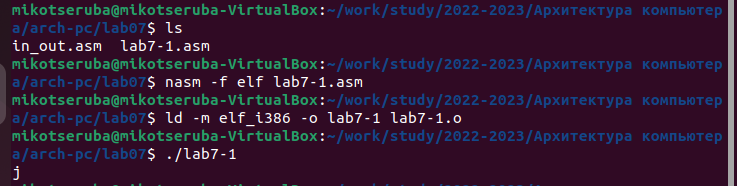 mikotseruba@mikotseruba-VirtualBox:~/work/study/2022-2023/Архитектура компьютер
а/arch-pc/lab07$ ls
in_out.asm  lab7-1.asm
mikotseruba@mikotseruba-VirtualBox:~/work/study/2022-2023/Архитектура компьютер
а/arch-pc/lab07$ nasm -f elf lab7-1.asm
mikotseruba@mikotseruba-VirtualBox:~/work/study/2022-2023/Архитектура компьютер
а/arch-pc/lab07$ ld -m elf_i386 -o lab7-1 lab7-1.o
mikotseruba@mikotseruba-VirtualBox:~/work/study/2022-2023/Архитектура компьютер
а/arch-pc/lab07$ ./lab7-1
j